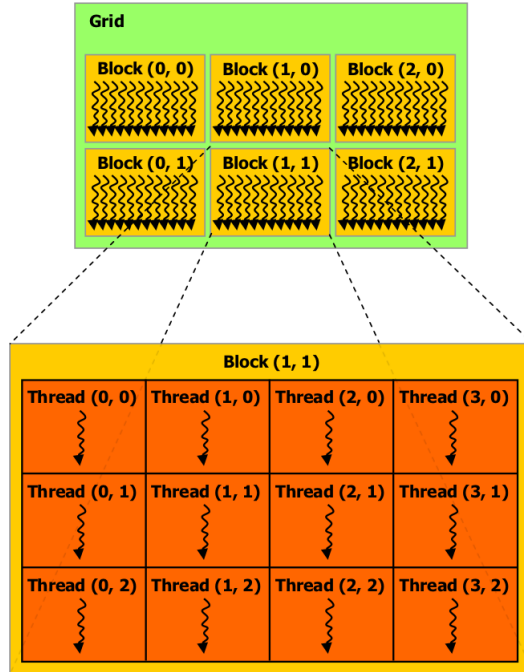 Grid
Block (0, 0) Block (1, 0) Block (2, 0)
Block (0, 1) Block (1, 1) Block (2, 1)
Block (1, 1)
Thread (0, 0) Thread (1, 0) Thread (2, 0) Thread (3, 0)
Thread (0, 1) Thread (1, 1) Thread (2, 1) Thread (3, 1)
Thread (0, 2) Thread (1, 2) Thread (2, 2) Thread (3, 2)